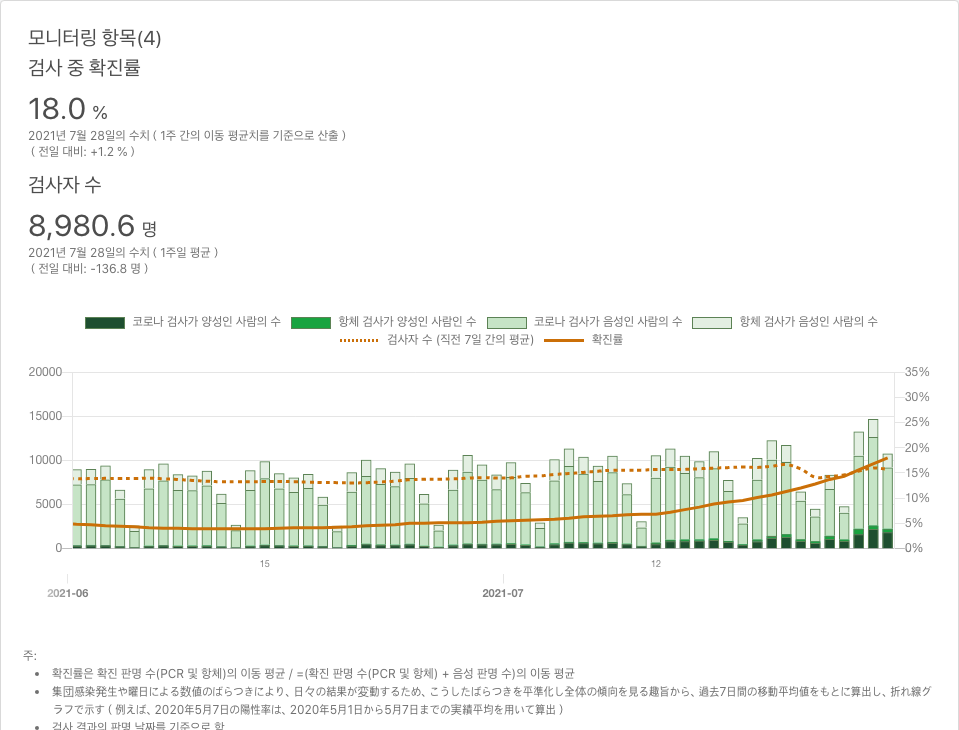 모니터링 항목(4)
검사 중 확진률
18.0 %
2021년 7월 28일의 수치 ( 1주 간의 이동 평균치를 기준으로 산출 )
( 전일 대비: +1.2 % )
검사자 수
8,980.6 명
2021년 7월 28일의 수치 ( 1주일 평균 )
( 전일 대비: -136.8 명 )
코로나 검사가 양성인 사람의 수 항체 검사가 양성인 사람인 수 코로나 검사가 음성인 사람의 수 항체 검사가 음성인 사람의 수
검사자 수 (직전 7일 간의 평균) 확진률
20000 35%
30%
15000 25%
20%
10000 15%
5000 10%
5%
0 0%
15 12
2021-06 2021-07
주:
• 확진률은 확진 판명 수(PCR 및 항체)의 이동 평균 / =(확진 판명 수(PCR 및 항체) + 음성 판명 수)의 이동 평균
• 集団感染発生や曜日による数値のばらつきにより、日々の結果が変動するため、こうしたばらつきを平準化し全体の傾向を見る趣旨から、過去7日間の移動平均値をもとに算出し、折れ線グ
ラフで示す ( 例えば、2020年5月7日の陽性率は、2020年5月1日から5月7日までの実績平均を用いて算出 )
• 검사 결과의 판명 날짜를 기준으로 함